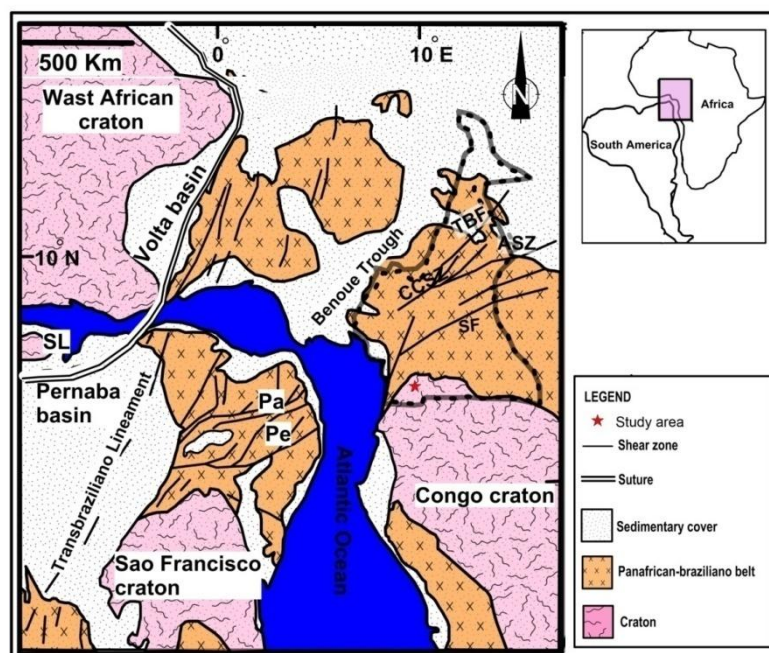 0°
10 E
500 Km
Wast African
craton
N
Volta basin
TBF
ASZ
10°N
Benoue Trough
CCSZ
SF
SL
Pernaba
basin
Pa
Pe
Transbraziliano Lineament
Atlantic Ocean
Congo craton
Sao Francisco
craton
Africa
South America
LEGEND
Study area
Shear zone
Suture
Sedimentary cover
Panafrican-braziliano belt
Craton